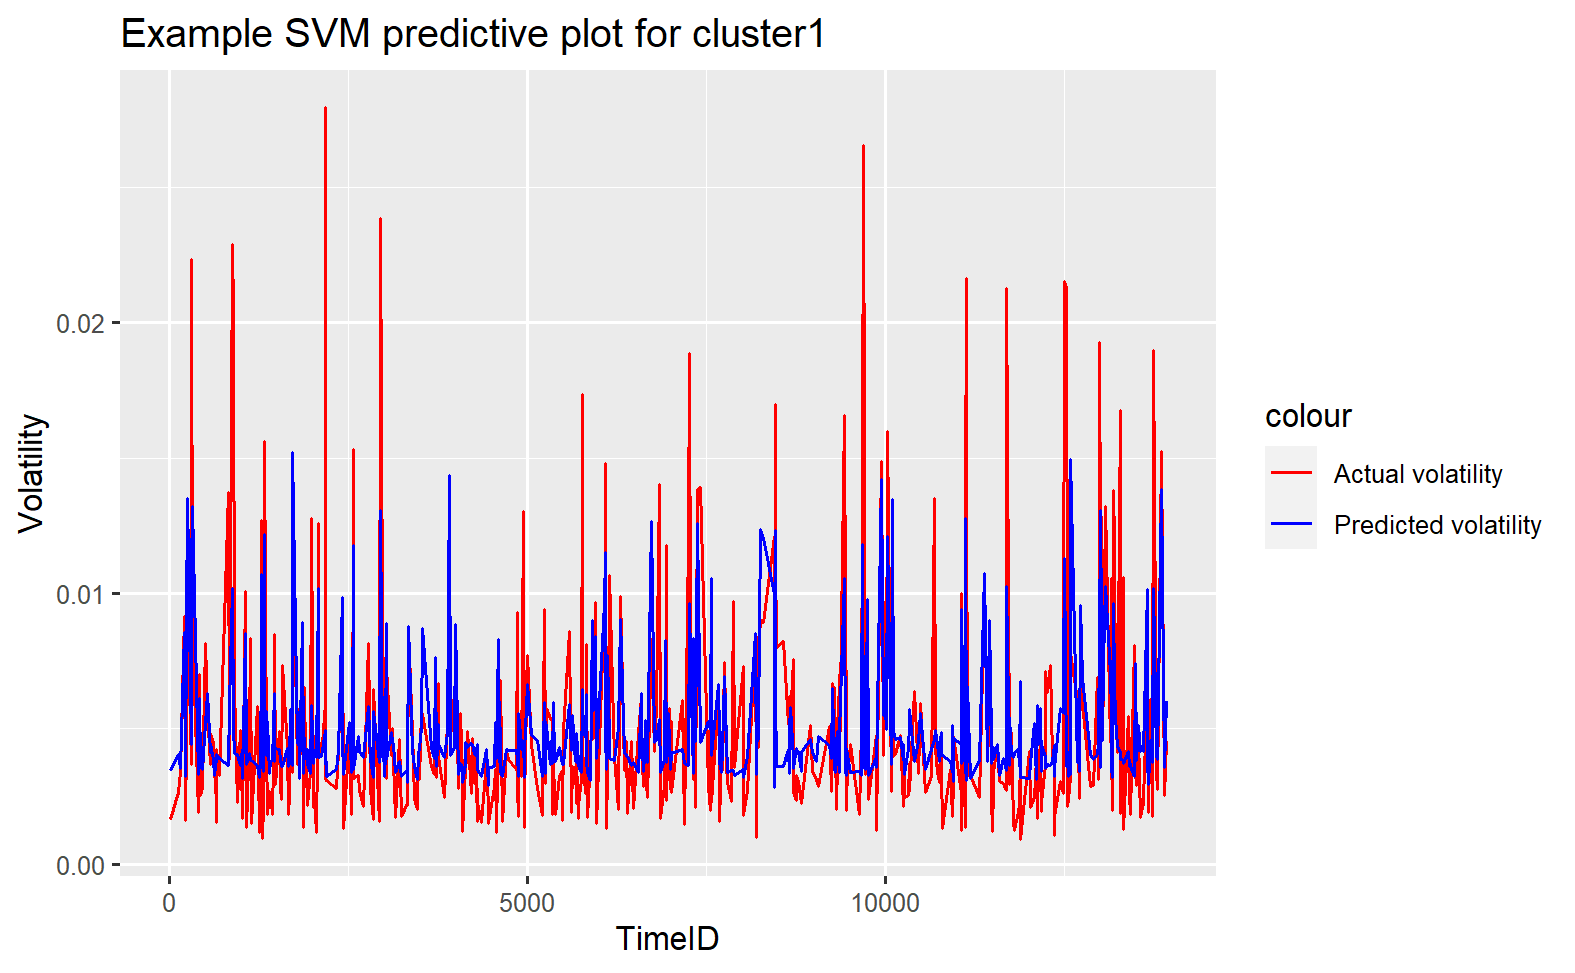 Example SVM predictive plot for cluster1
Volatility
0.02
0.01
0.00
0
5000
10000
TimeID
colour
Actual volatility
Predicted volatility